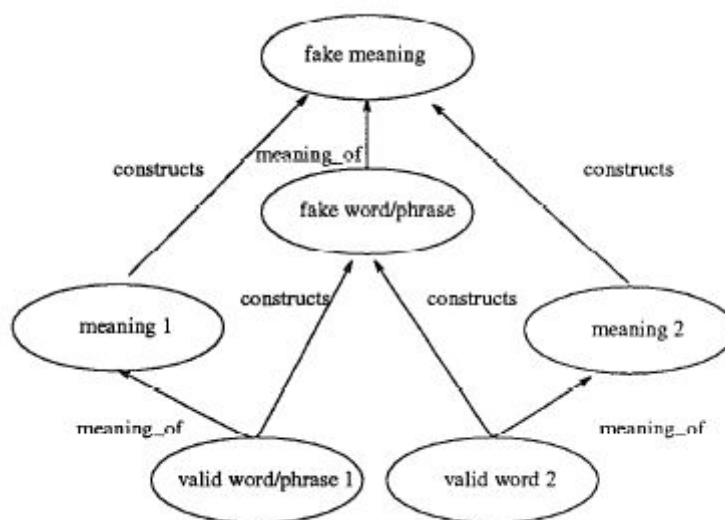 fake meaning
meaning_of
constructs
constructs
fake word/phrase
constructs
constructs
meaning 1
meaning 2
meaning_of
meaning_of
valid word/phrase 1
valid word 2